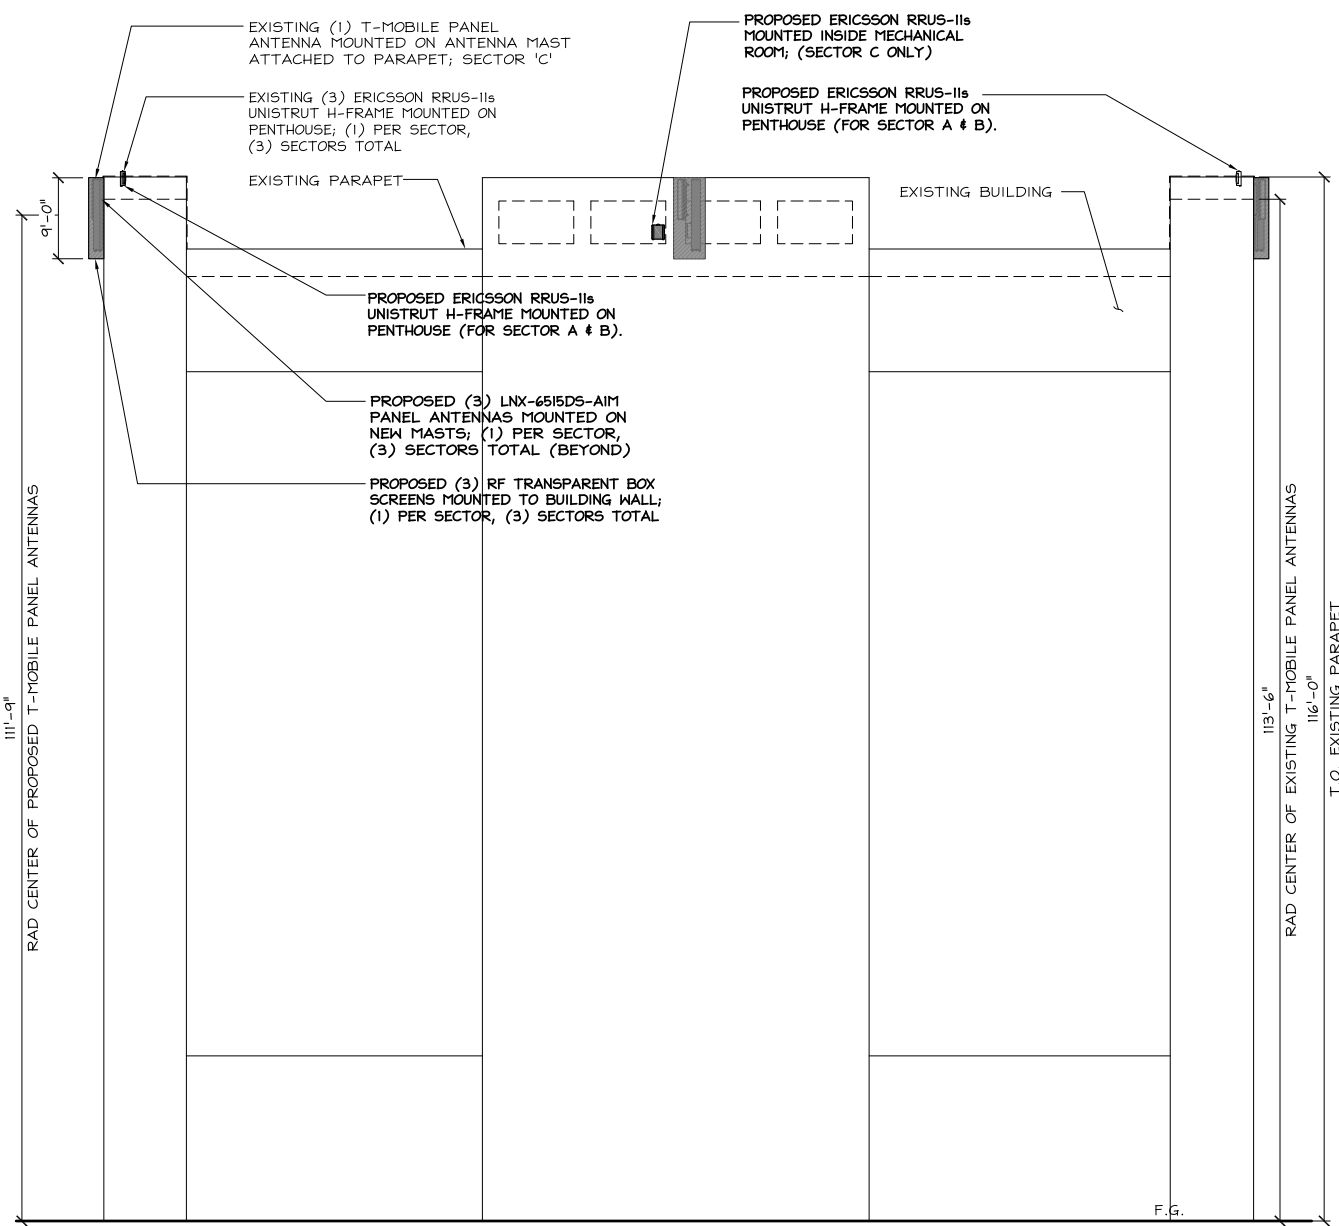 EXISTING (1) T-MOBILE PANEL
ANTENNA MOUNTED ON ANTENNA MAST
ATTACHED TO PARAPET; SECTOR 'C'
EXISTING (3) ERICSSON RRUS-11s
UNISTRUT H-FRAME MOUNTED ON
PENTHOUSE; (1) PER SECTOR,
(3) SECTORS TOTAL
EXISTING PARAPET
PROPOSED ERICSSON RRUS-11s
MOUNTED INSIDE MECHANICAL
ROOM; (SECTOR C ONLY)
PROPOSED ERICSSON RRUS-11s
UNISTRUT H-FRAME MOUNTED ON
PENTHOUSE (FOR SECTOR A & B).
EXISTING BUILDING
9'-0"
PROPOSED ERICSSON RRUS-11s
UNISTRUT H-FRAME MOUNTED ON
PENTHOUSE (FOR SECTOR A & B).
PROPOSED (3) LNX-6515DS-A1M
PANEL ANTENNAS MOUNTED ON
NEW MASTS; (1) PER SECTOR,
(3) SECTORS TOTAL (BEYOND)
PROPOSED (3) RF TRANSPARENT BOX
SCREENS MOUNTED TO BUILDING WALL;
(1) PER SECTOR, (3) SECTORS TOTAL
111'-9"
RAD CENTER OF PROPOSED T-MOBILE PANEL ANTENNAS
113'-6"
RAD CENTER OF EXISTING T-MOBILE PANEL ANTENNAS
116'-0"
T.O. EXISTING PARAPET
F.G.